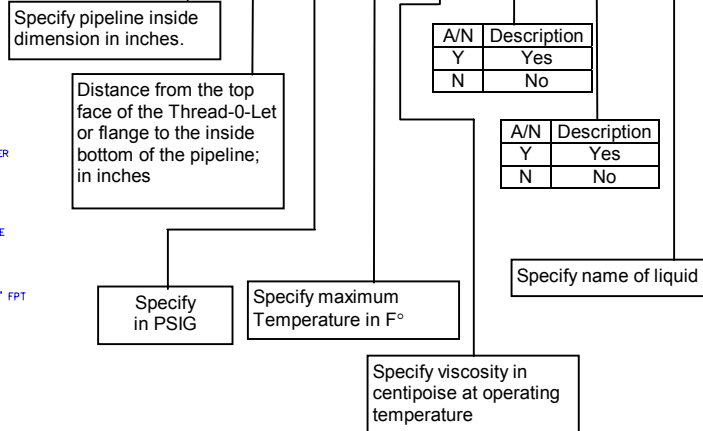 Specify pipeline inside
dimension in inches.
A/N Description
Y Yes
N No
Distance from the top
face of the Thread-0-Let
or flange to the inside
bottom of the pipeline;
in inches
A/N Description
Y Yes
N No
ER
E
" FPT
Specify name of liquid
Specify
in PSIG
Specify maximum
Temperature in F°
Specify viscosity in
centipoise at operating
temperature